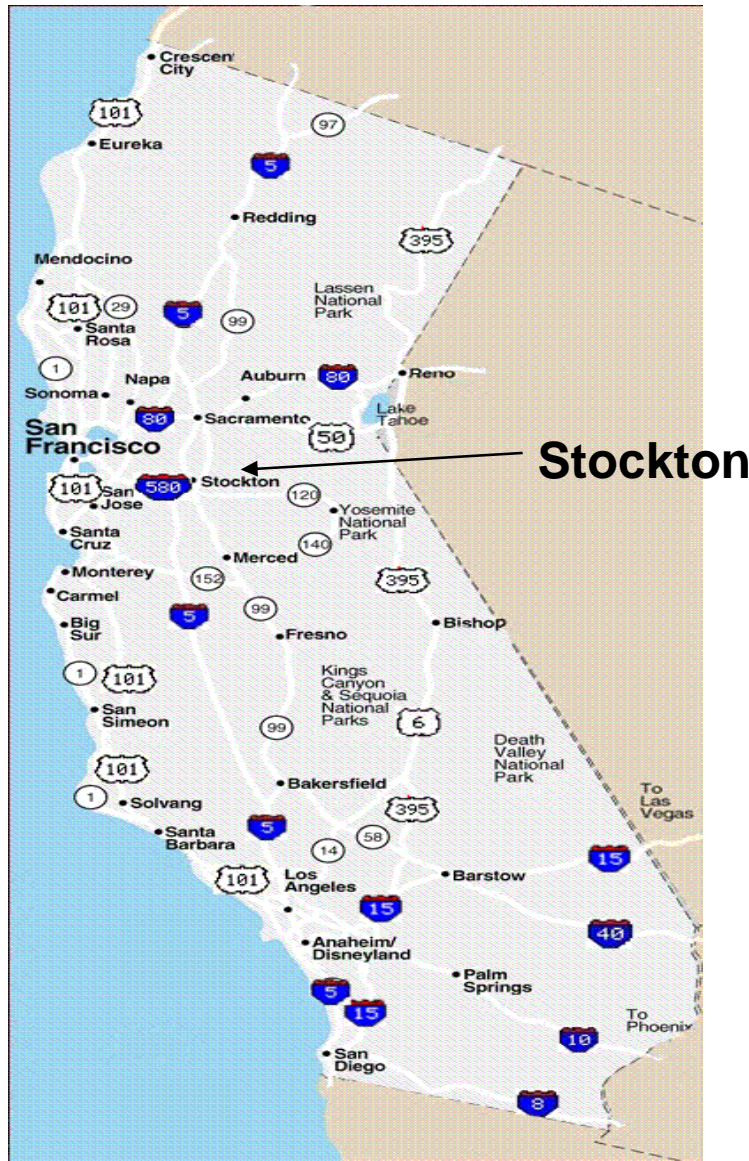 Crescen
City
101
97
Eureka
5
Redding
395
Mendocino
Lassen
National
Park
101
29
5
99
Santa
Rosa
1
Napa
Auburn
80
Reno
Sonoma
80
Sacramento
Lake
Tahoe
San
Francisco
50
Stockton
101
580
Stockton
San
Jose
120
Yosemite
National
Park
Santa
Cruz
140
Merced
Monterey
152
395
Carmel
99
5
Big
Sur
Fresno
Bishop
1
101
Kings
Canyon
& Sequoia
National
Parks
San
Simeon
99
6
Death
Valley
National
Park
101
Bakersfield
To
Las
Vegas
1
Solvang
395
Santa
Barbara
5
58
14
15
101
Los
Angeles
Barstow
15
40
Anaheim/
Disneyland
Palm
Springs
5
15
To
Phoenix
10
San
Diego
8